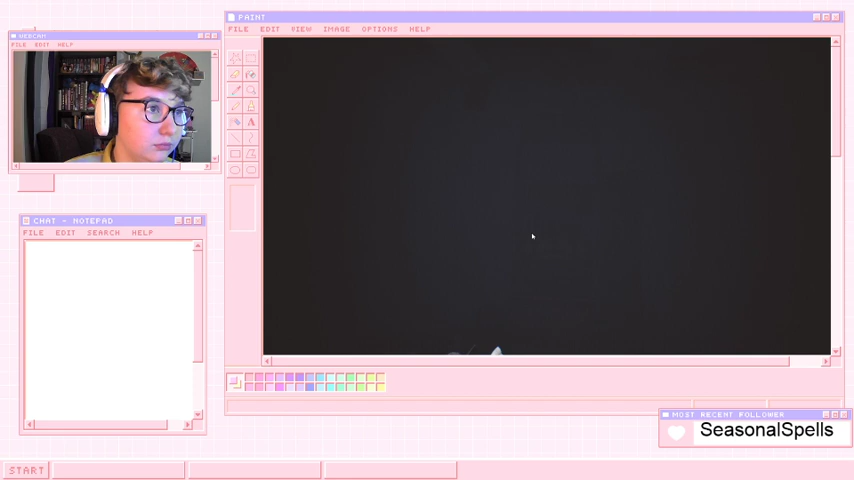 PAINT
FILE EDIT VIEW IMAGE OPTIONS HELP
WEBCAM
FILE EDIT HELP
CHAT - NOTEPAD
FILE EDIT SEARCH HELP
MOST RECENT FOLLOWER
SeasonalSpells
START